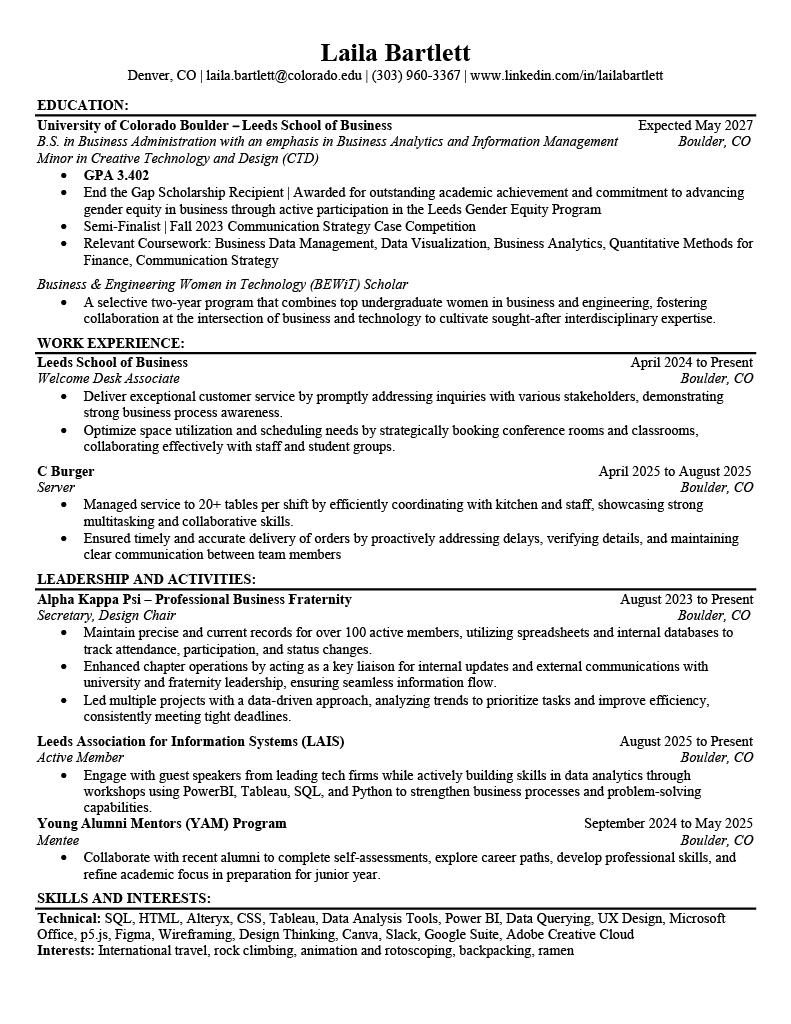 Laila Bartlett
Denver, CO | laila.bartlett@colorado.edu | (303) 960-3367 | www.linkedin.com/in/lailabartlett
EDUCATION:
University of Colorado Boulder – Leeds School of Business Expected May 2027
B.S. in Business Administration with an emphasis in Business Analytics and Information Management Boulder, CO
Minor in Creative Technology and Design (CTD)
• GPA 3.402
• End the Gap Scholarship Recipient | Awarded for outstanding academic achievement and commitment to advancing
gender equity in business through active participation in the Leeds Gender Equity Program
• Semi-Finalist | Fall 2023 Communication Strategy Case Competition
• Relevant Coursework: Business Data Management, Data Visualization, Business Analytics, Quantitative Methods for
Finance, Communication Strategy
Business & Engineering Women in Technology (BEWiT) Scholar
• A selective two-year program that combines top undergraduate women in business and engineering, fostering
collaboration at the intersection of business and technology to cultivate sought-after interdisciplinary expertise.
WORK EXPERIENCE:
Leeds School of Business April 2024 to Present
Welcome Desk Associate Boulder, CO
• Deliver exceptional customer service by promptly addressing inquiries with various stakeholders, demonstrating
strong business process awareness.
• Optimize space utilization and scheduling needs by strategically booking conference rooms and classrooms,
collaborating effectively with staff and student groups.
C Burger April 2025 to August 2025
Server Boulder, CO
• Managed service to 20+ tables per shift by efficiently coordinating with kitchen and staff, showcasing strong
multitasking and collaborative skills.
• Ensured timely and accurate delivery of orders by proactively addressing delays, verifying details, and maintaining
clear communication between team members
LEADERSHIP AND ACTIVITIES:
Alpha Kappa Psi – Professional Business Fraternity August 2023 to Present
Secretary, Design Chair Boulder, CO
• Maintain precise and current records for over 100 active members, utilizing spreadsheets and internal databases to
track attendance, participation, and status changes.
• Enhanced chapter operations by acting as a key liaison for internal updates and external communications with
university and fraternity leadership, ensuring seamless information flow.
• Led multiple projects with a data-driven approach, analyzing trends to prioritize tasks and improve efficiency,
consistently meeting tight deadlines.
Leeds Association for Information Systems (LAIS) August 2025 to Present
Active Member Boulder, CO
• Engage with guest speakers from leading tech firms while actively building skills in data analytics through
workshops using PowerBI, Tableau, SQL, and Python to strengthen business processes and problem-solving
capabilities.
Young Alumni Mentors (YAM) Program September 2024 to May 2025
Mentee Boulder, CO
• Collaborate with recent alumni to complete self-assessments, explore career paths, develop professional skills, and
refine academic focus in preparation for junior year.
SKILLS AND INTERESTS:
Technical: SQL, HTML, Alteryx, CSS, Tableau, Data Analysis Tools, Power BI, Data Querying, UX Design, Microsoft
Office, p5.js, Figma, Wireframing, Design Thinking, Canva, Slack, Google Suite, Adobe Creative Cloud
Interests: International travel, rock climbing, animation and rotoscoping, backpacking, ramen